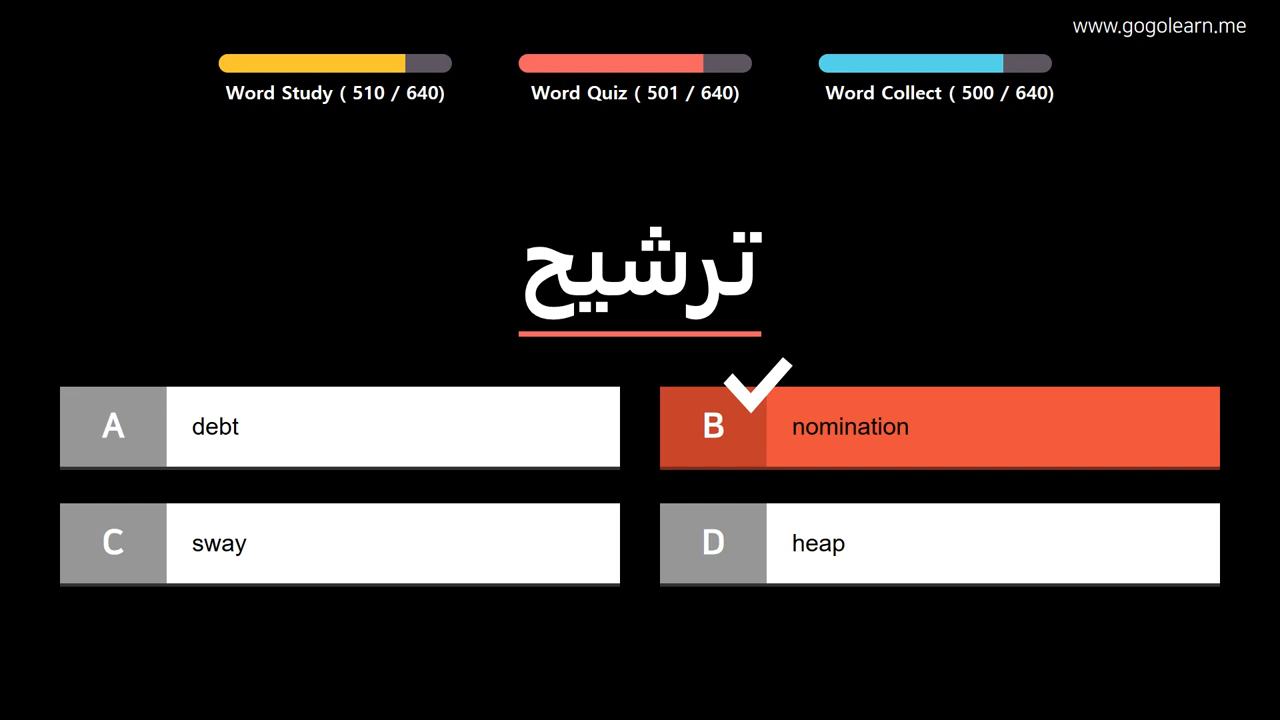 www.gogolearn.me
Word Study ( 510 / 640)
Word Quiz ( 501 / 640)
Word Collect ( 500 / 640)
ترشيح
A debt
B nomination
C sway
D heap